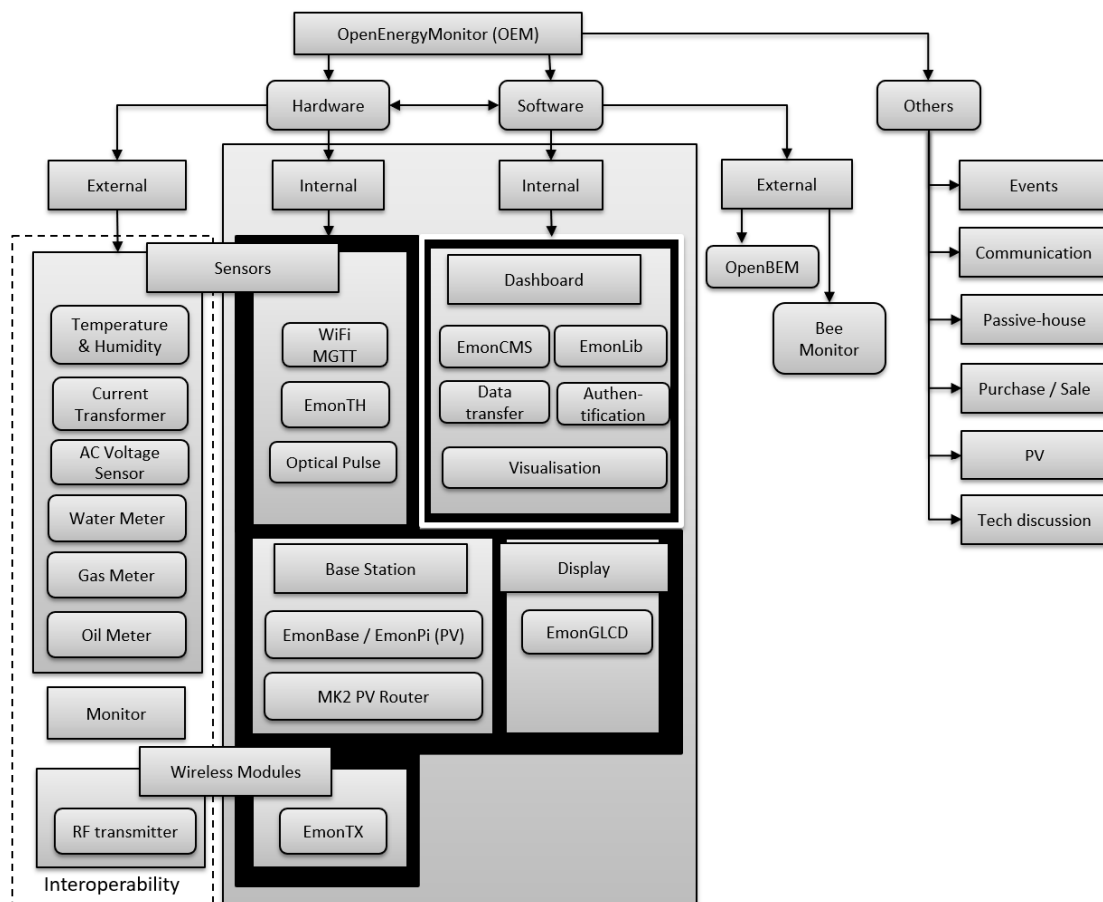 OpenEnergyMonitor (OEM)
Hardware
Software
Others
External
Internal
Internal
External
Events
Communication
Passive-house
Purchase / Sale
PV
Tech discussion
OpenBEM
Bee
Monitor
Sensors
Temperature
& Humidity
Current
Transformer
AC Voltage
Sensor
Water Meter
Gas Meter
Oil Meter
WiFi
MGTT
EmonTH
Optical Pulse
Dashboard
EmonCMS
EmonLib
Data
transfer
Authen-
tification
Visualisation
Base Station
EmonBase / EmonPi (PV)
MK2 PV Router
Display
EmonGLCD
Monitor
Wireless Modules
RF transmitter
EmonTX
Interoperability